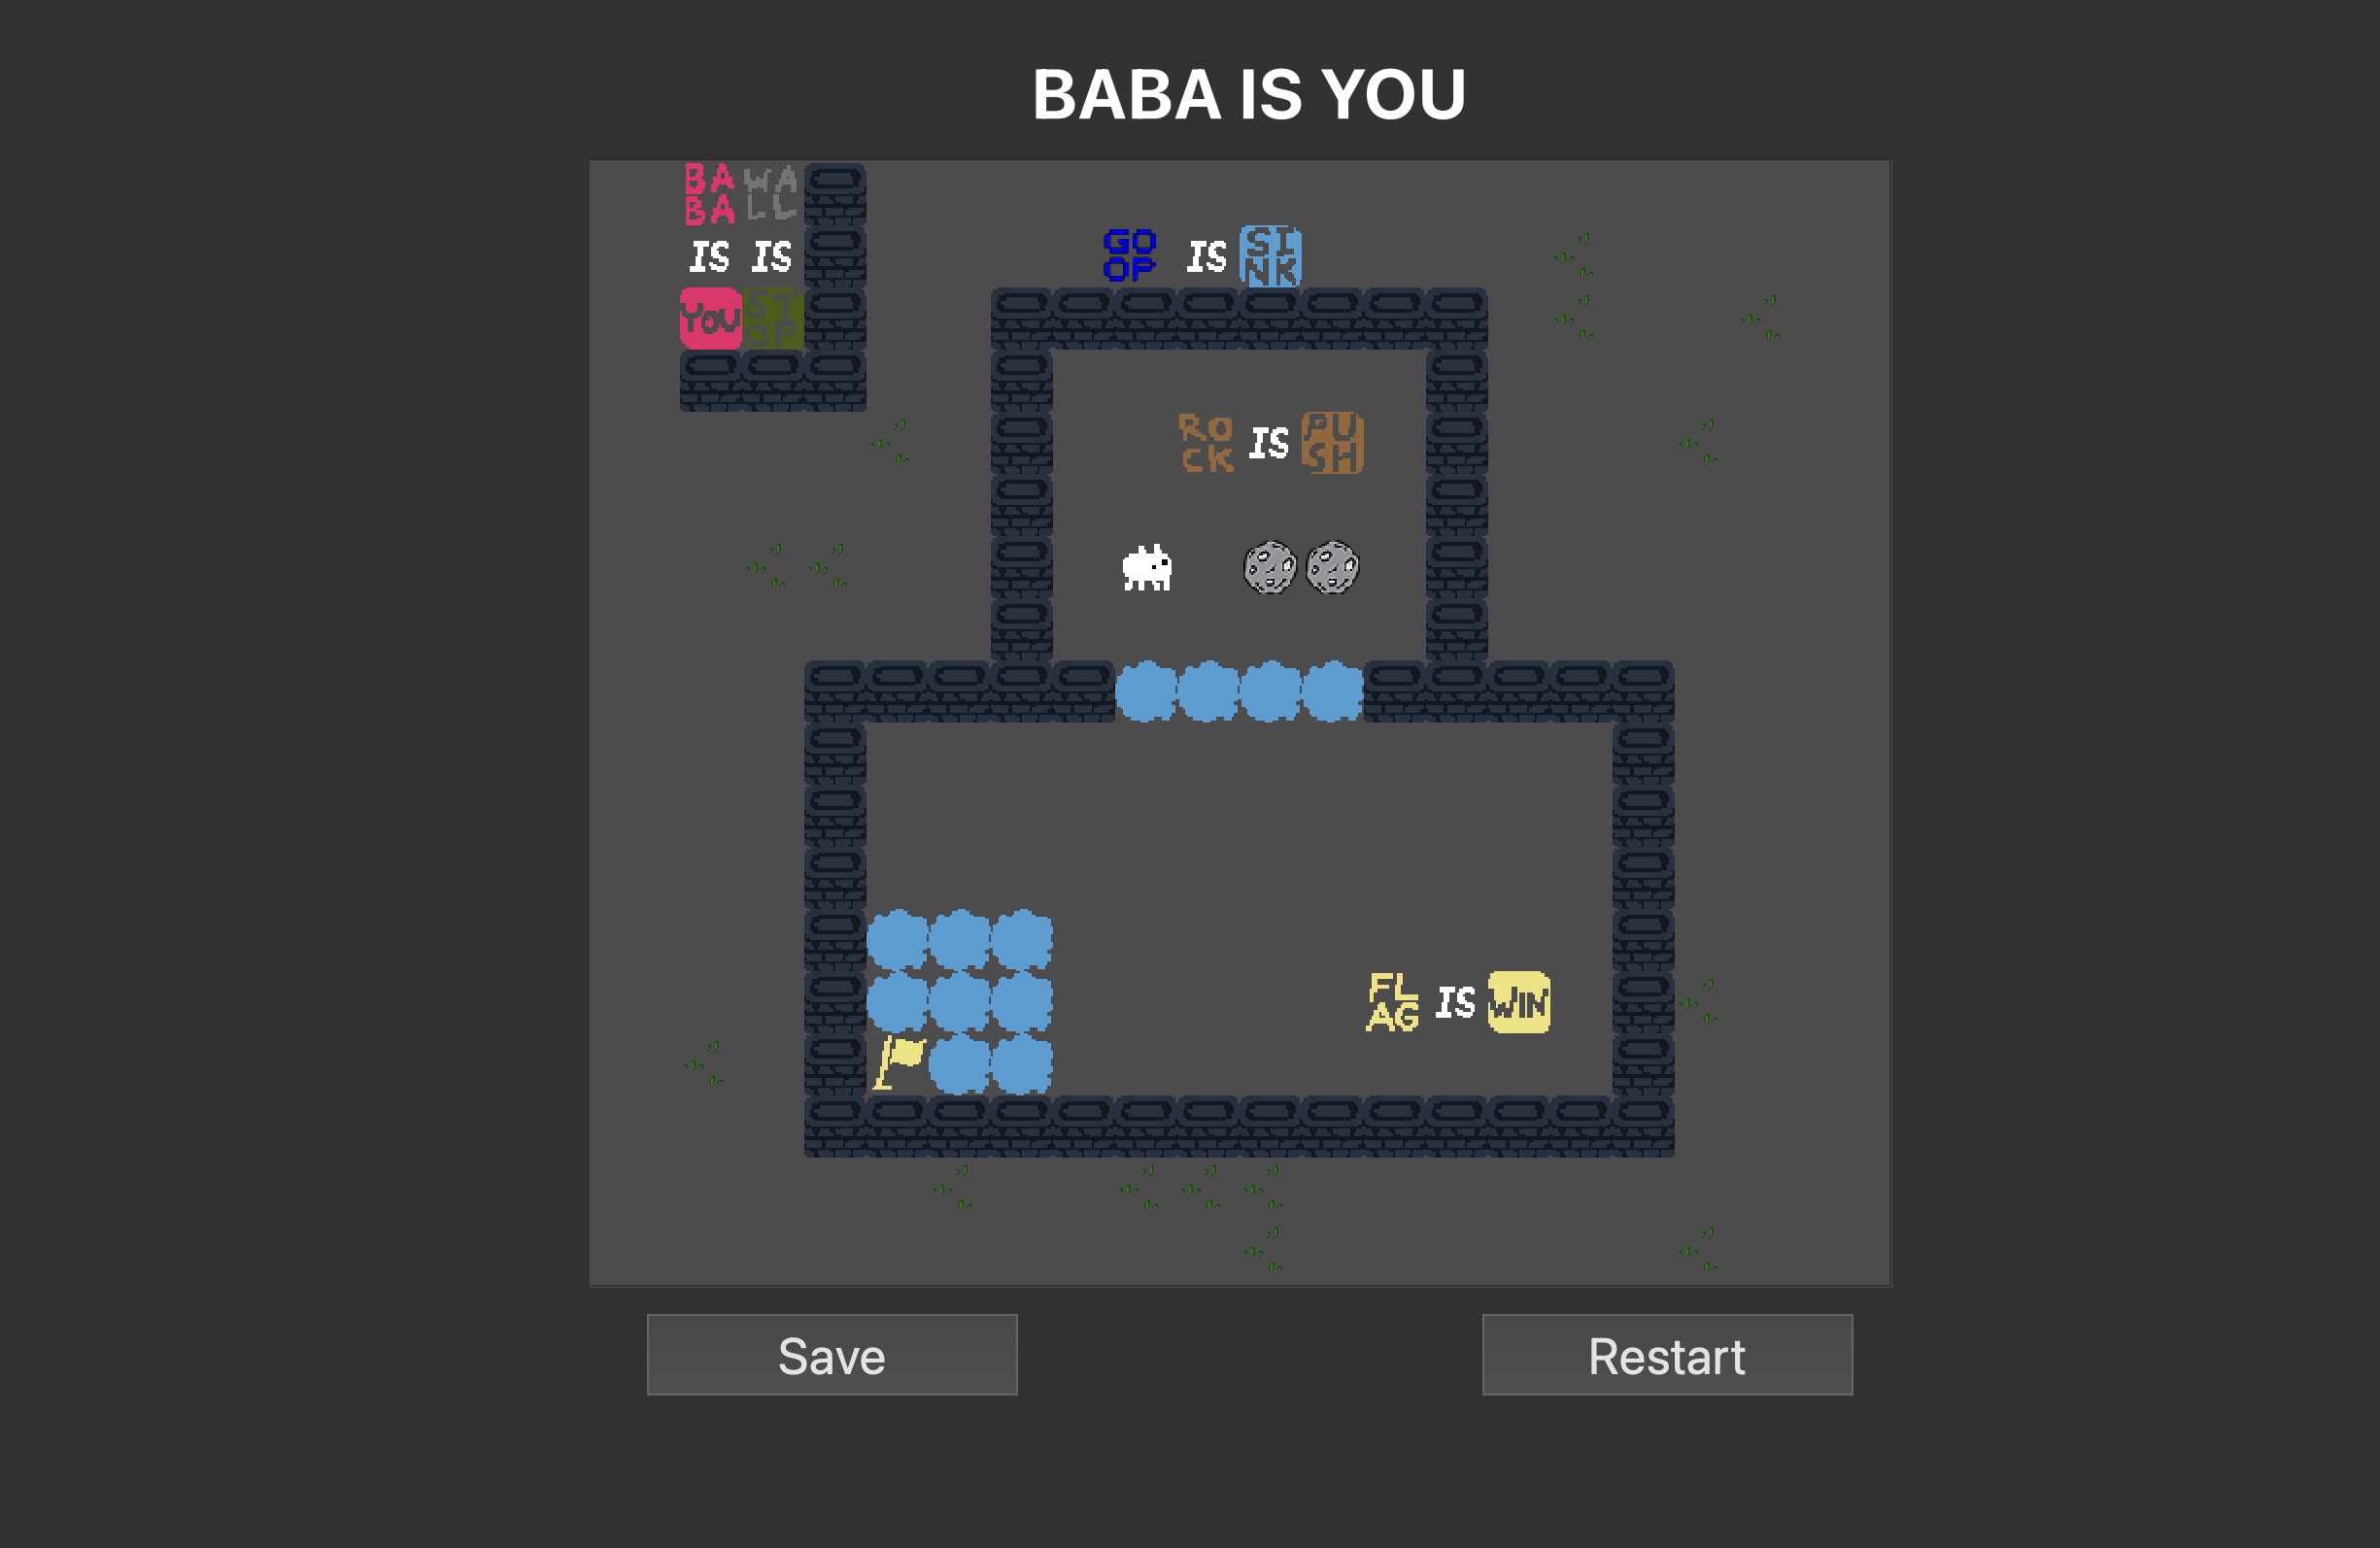 BABA IS YOU
BABA WALL
IS IS
YOU STOP
GOOP IS SINK
ROCK IS PUSH
FLAG IS WIN
Save Restart